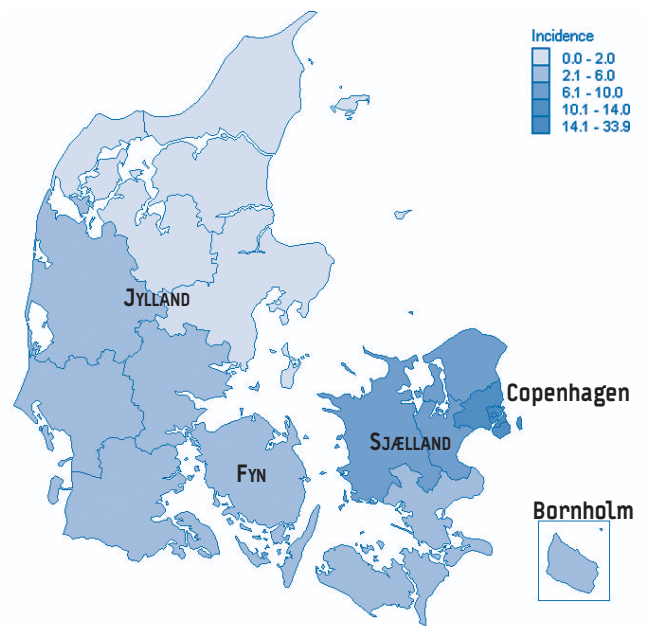 Incidence
0.0 - 2.0
2.1 - 6.0
6.1 - 10.0
10.1 - 14.0
14.1 - 33.9
JYLLAND
Copenhagen
SJÆLLAND
FYN
Bornholm